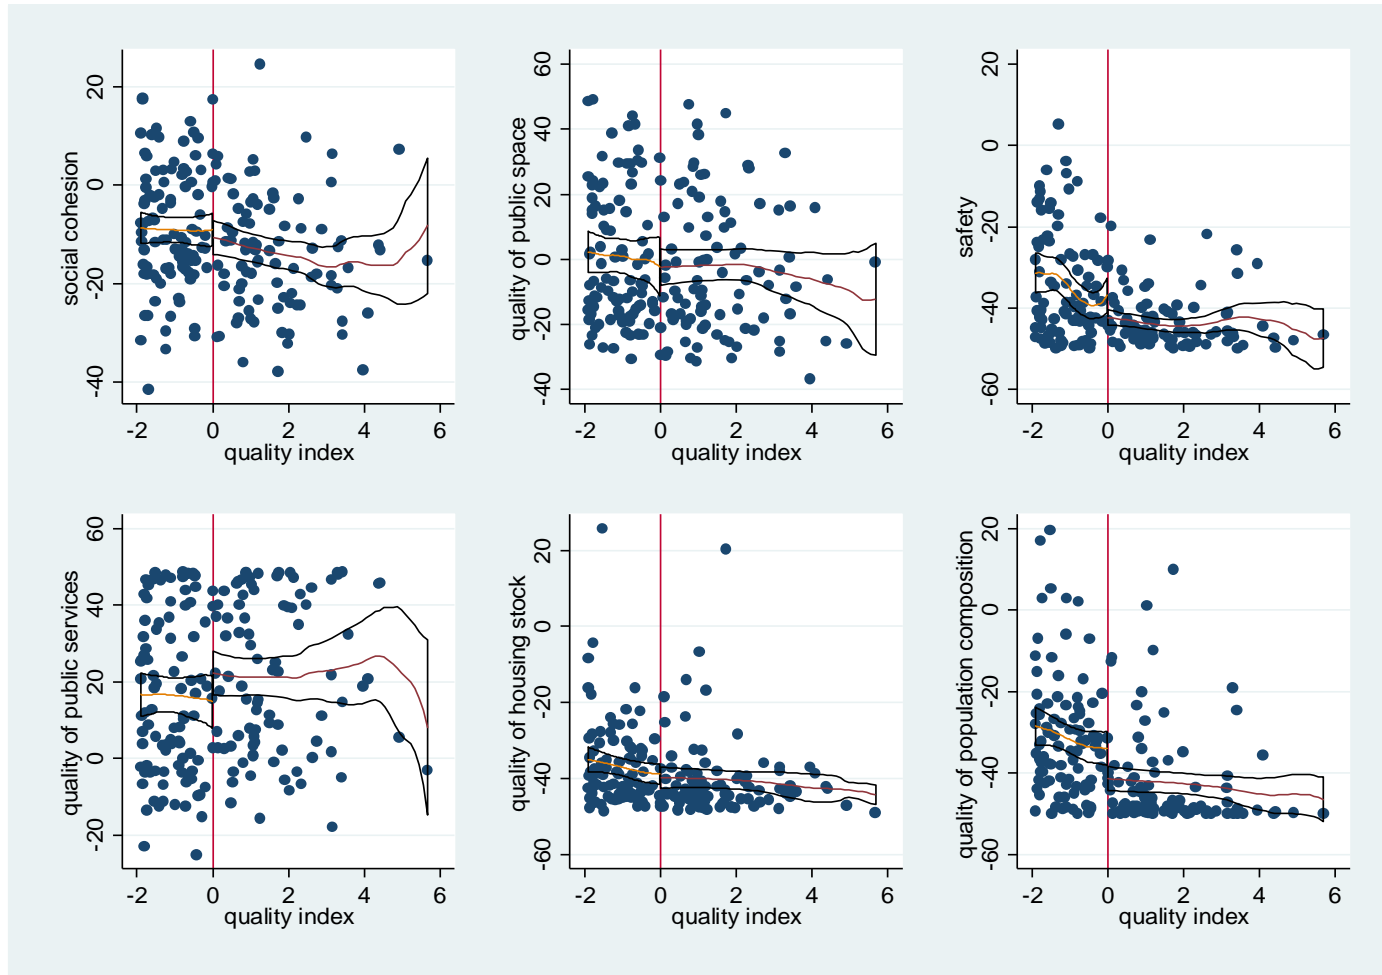 social cohesion
20
0
-20
-40
-2 0 2 4 6
quality index
quality of public space
60
40
20
0
-20
-40
-2 0 2 4 6
quality index
safety
20
0
-20
-40
-60
-2 0 2 4 6
quality index
quality of public services
60
40
20
0
-20
-2 0 2 4 6
quality index
quality of housing stock
20
0
-20
-40
-60
-2 0 2 4 6
quality index
quality of population composition
20
0
-20
-40
-60
-2 0 2 4 6
quality index